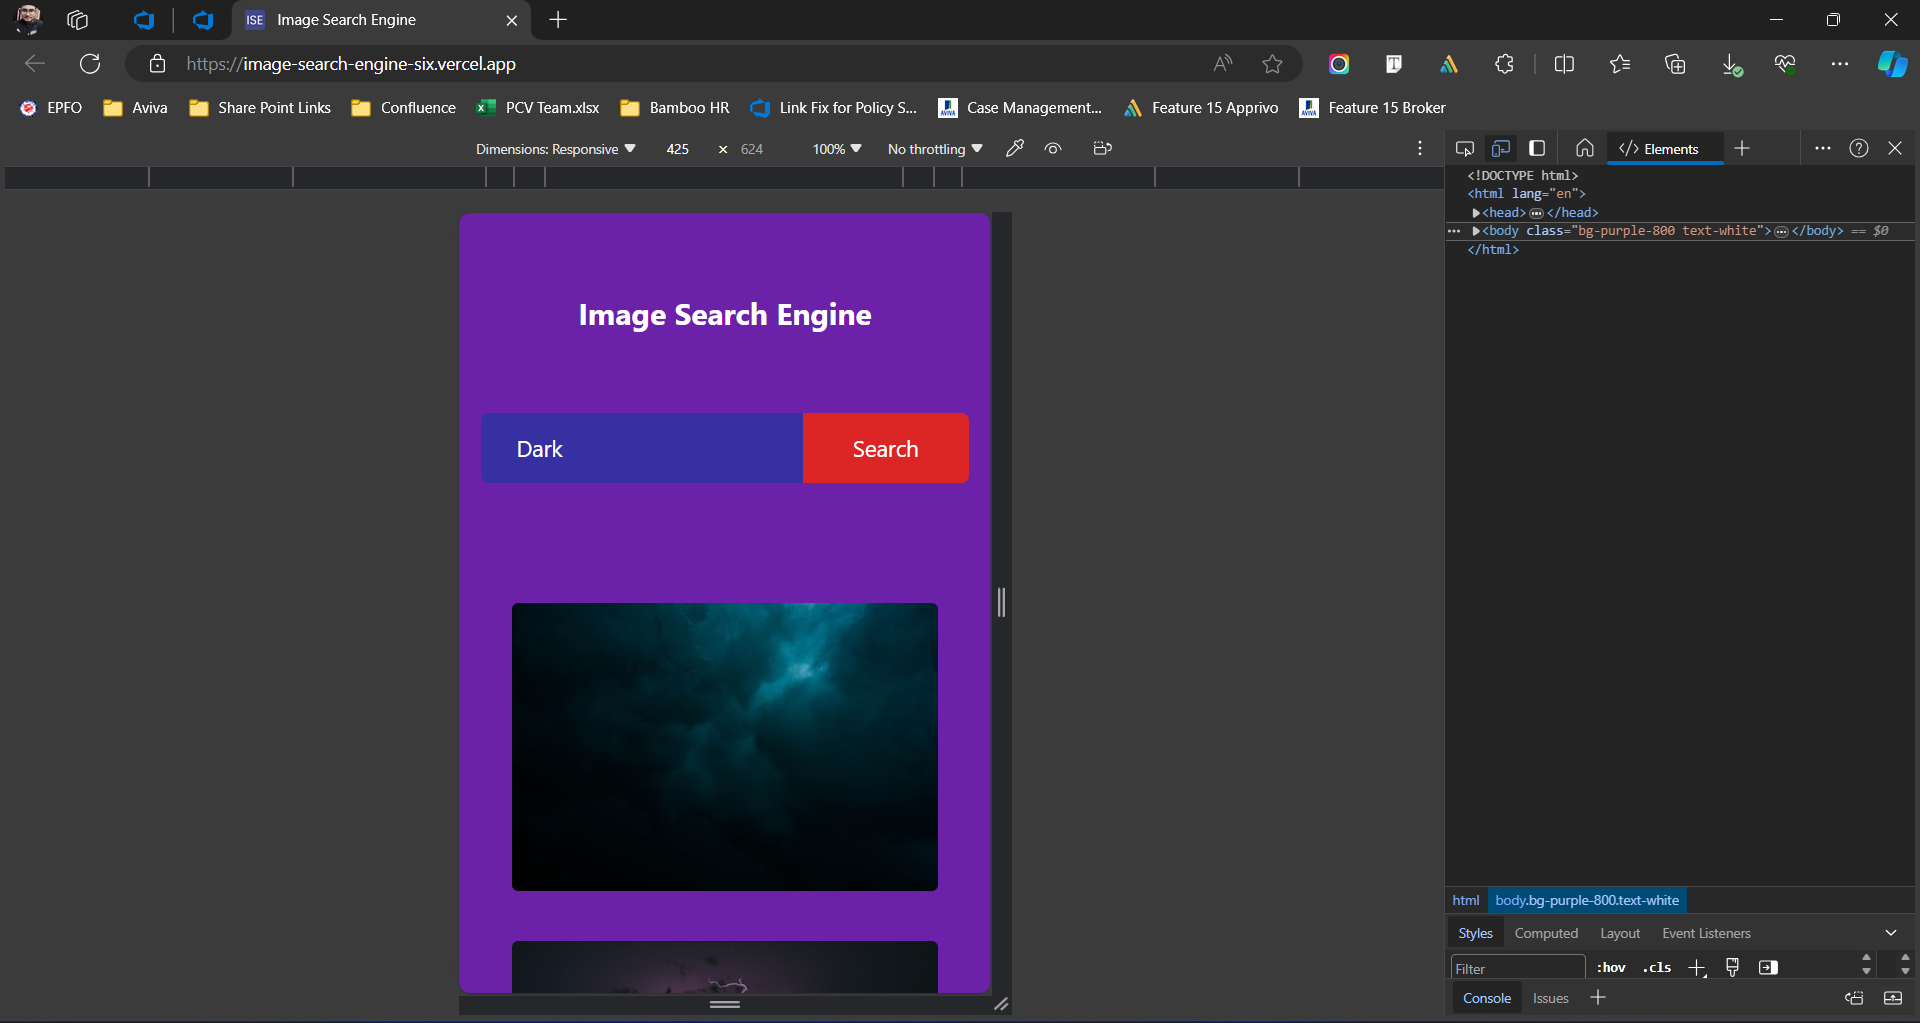 ISE Image Search Engine
https://image-search-engine-six.vercel.app
EPFO Aviva Share Point Links Confluence PCV Team.xlsx Bamboo HR Link Fix for Policy S... Case Management... Feature 15 Apprivo Feature 15 Broker
Dimensions: Responsive 425 × 624 100% No throttling
Elements
<!DOCTYPE html>
<html lang="en">
<head> … </head>
<body class="bg-purple-800 text-white"> … </body> == $0
</html>
Image Search Engine
Dark Search
html body.bg-purple-800.text-white
Styles Computed Layout Event Listeners
Filter :hov .cls
Console Issues